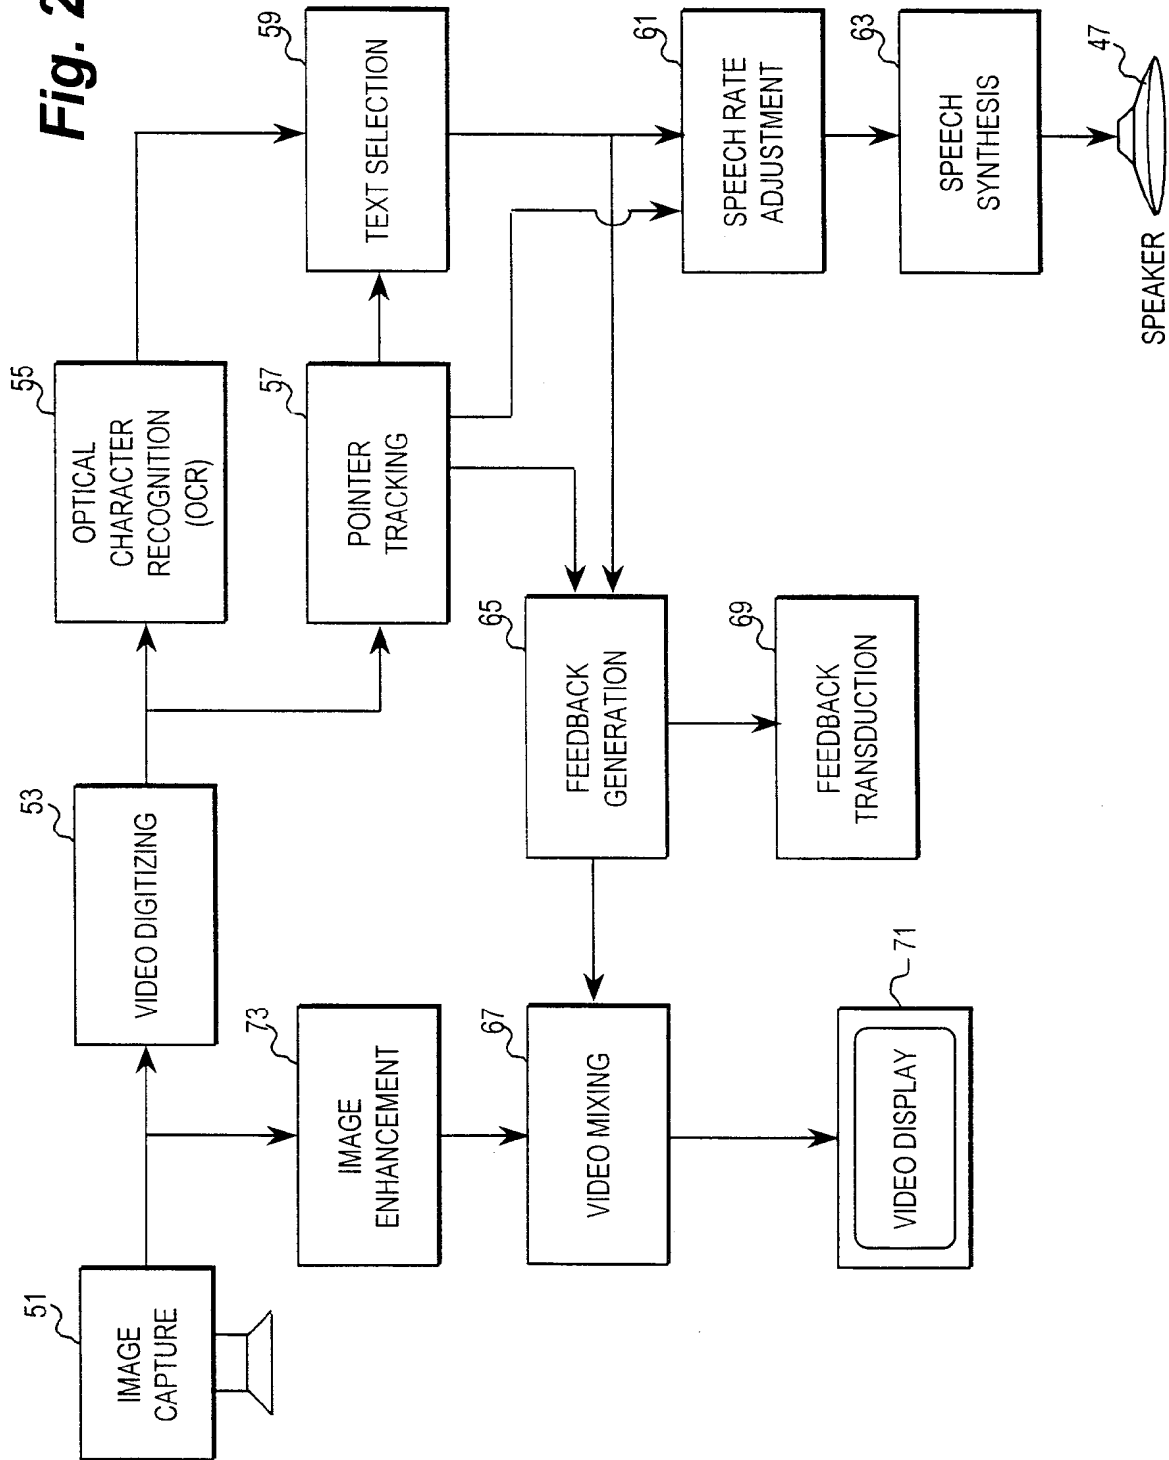 Fig. 2
51
IMAGE
CAPTURE
53
VIDEO DIGITIZING
55
OPTICAL
CHARACTER
RECOGNITION
(OCR)
73
IMAGE
ENHANCEMENT
57
POINTER
TRACKING
59
TEXT SELECTION
67
VIDEO MIXING
65
FEEDBACK
GENERATION
61
SPEECH RATE
ADJUSTMENT
71
VIDEO DISPLAY
69
FEEDBACK
TRANSDUCTION
63
SPEECH
SYNTHESIS
SPEAKER
47